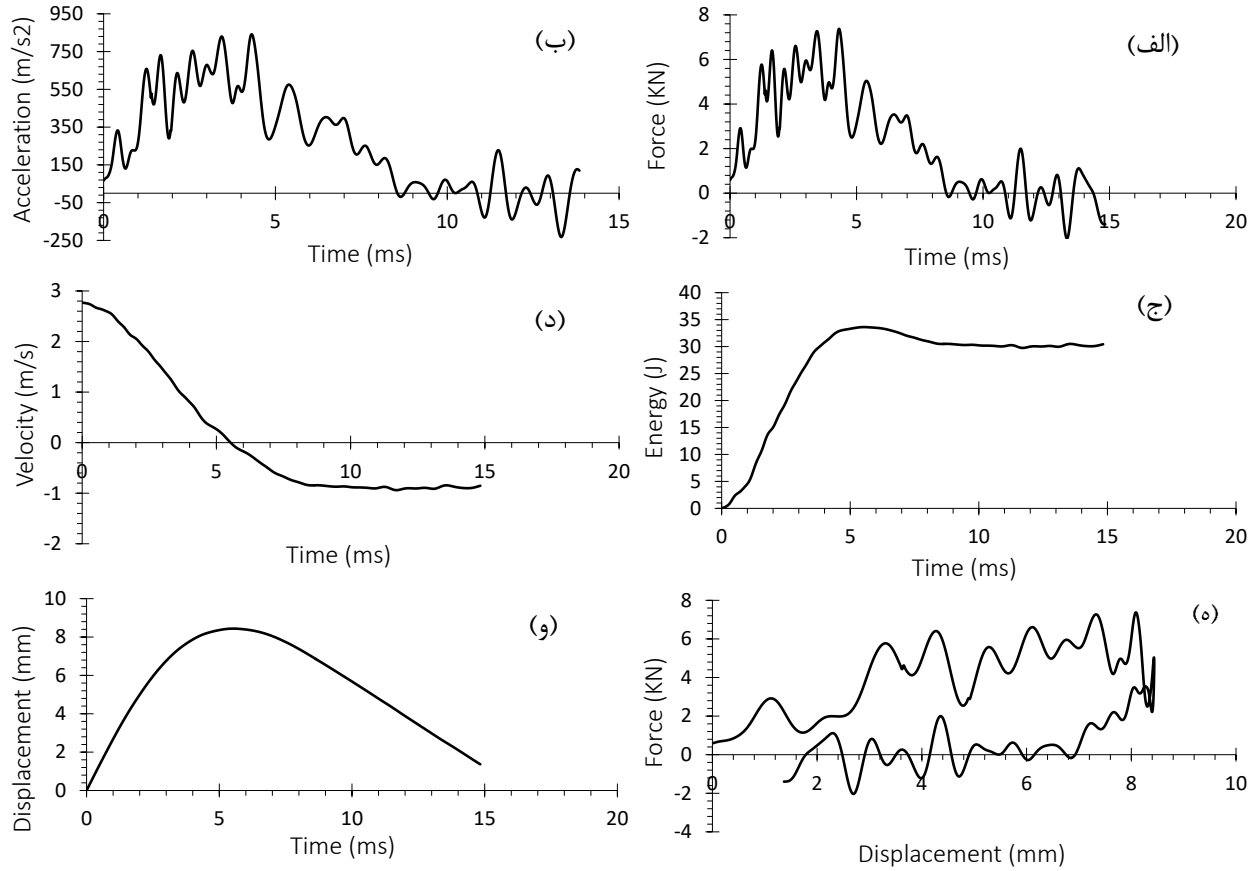 (ب)
Acceleration (m/s2)
950
750
550
350
150
-50
-250
0 5 10 15
Time (ms)
(الف)
Force (KN)
8
6
4
2
0
-2
0 5 10 15 20
Time (ms)
(د)
Velocity (m/s)
3
2
1
0
-1
-2
0 5 10 15 20
Time (ms)
(ج)
Energy (J)
40
35
30
25
20
15
10
5
0
0 5 10 15 20
Time (ms)
(و)
Displacement (mm)
10
8
6
4
2
0
0 5 10 15 20
Time (ms)
(ه)
Force (KN)
8
6
4
2
0
-2
-4
0 2 4 6 8 10
Displacement (mm)